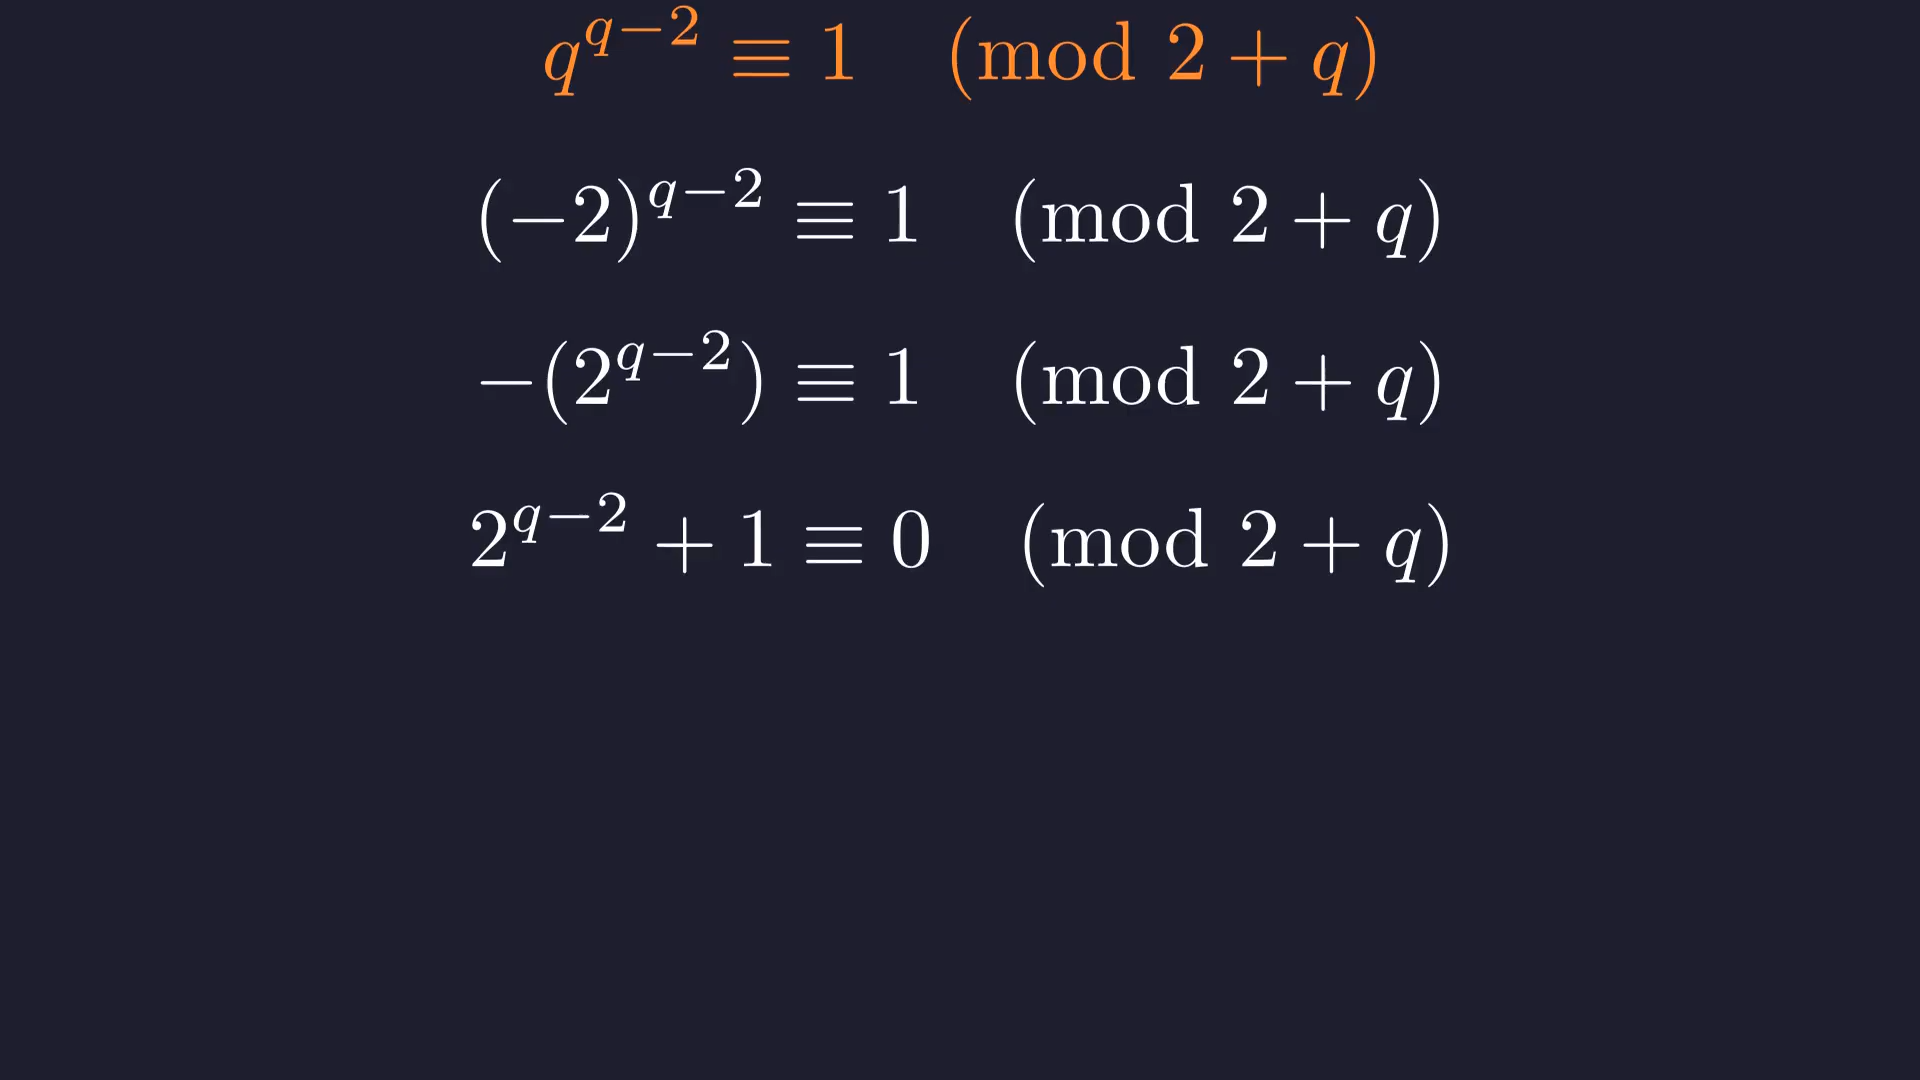 q^{q-2} ≡ 1 (mod 2 + q)
(-2)^{q-2} ≡ 1 (mod 2 + q)
-(2^{q-2}) ≡ 1 (mod 2 + q)
2^{q-2} + 1 ≡ 0 (mod 2 + q)